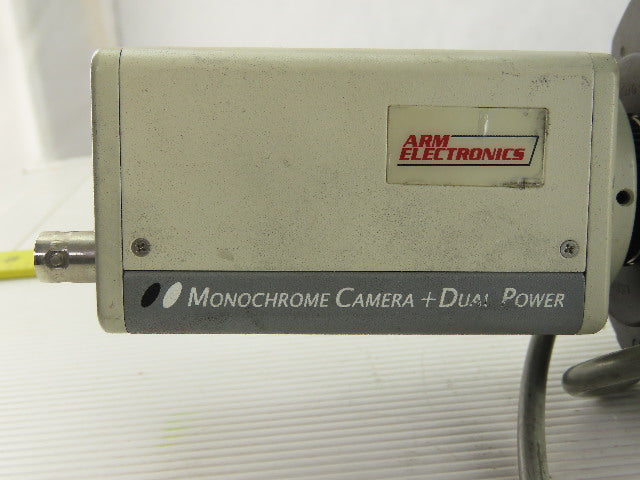 ARM
ELECTRONICS
MONOCHROME CAMERA + DUAL POWER